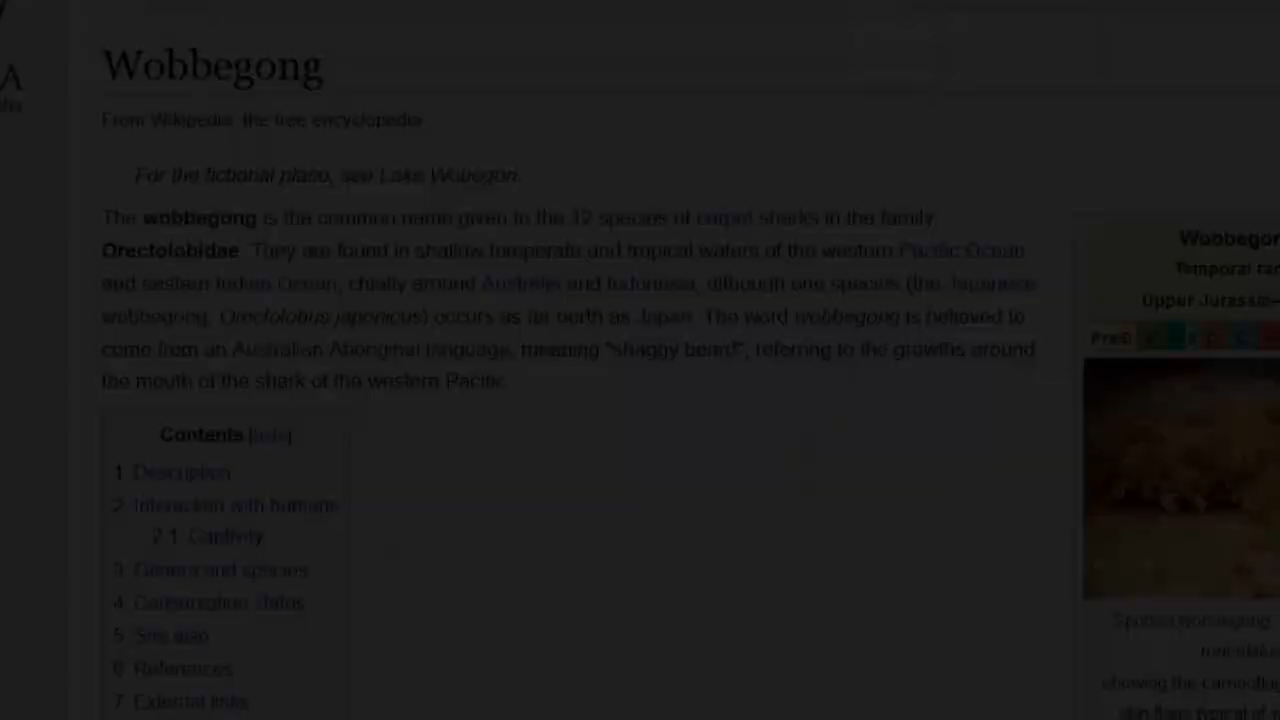 A
Wobbegong
From Wikipedia, the free encyclopedia
For the fictional place, see Lake Wobegon.
The wobbegong is the common name given to the 12 species of carpet sharks in the family
Orectolobidae. They are found in shallow temperate and tropical waters of the western Pacific Ocean
and eastern Indian Ocean, chiefly around Australia and Indonesia, although one species (the Japanese
wobbegong, Orectolobus japonicus) occurs as far north as Japan. The word wobbegong is believed to
come from an Australian Aboriginal language, meaning "shaggy beard", referring to the growths around
the mouth of the shark of the western Pacific.
Contents [hide]
1 Description
2 Interaction with humans
2.1 Captivity
3 Genera and species
4 Conservation status
5 See also
6 References
7 External links
Wobbegon
Temporal ran
Upper Jurassic–
PreЄ
Spotted wobbegong,
showing the camouflag
skin flaps typical of